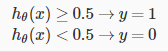 hθ(x) ≥ 0.5 → y = 1
hθ(x) < 0.5 → y = 0